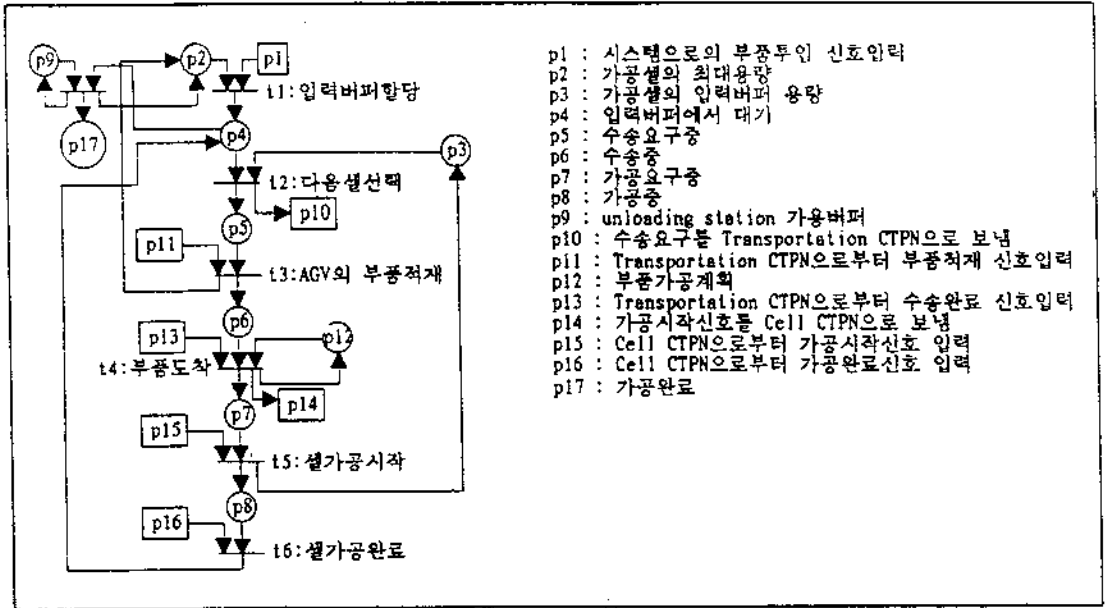 p9
p2
p1
t1:입력버퍼할당
p17
p4
p3
t2:다음셀선택
p10
p5
p11
t3:AGV의 부품적재
p6
p13
p12
t4:부품도착
p14
p7
p15
t5:셀가공시작
p8
p16
t6:셀가공완료
p1 : 시스템으로의 부품투입 신호입력
p2 : 가공셀의 최대용량
p3 : 가공셀의 입력버퍼 용량
p4 : 입력버퍼에서 대기
p5 : 수송요구중
p6 : 수송중
p7 : 가공요구중
p8 : 가공중
p9 : unloading station 가용버퍼
p10 : 수송요구를 Transportation CTPN으로 보냄
p11 : Transportation CTPN으로부터 부품적재 신호입력
p12 : 부품가공계획
p13 : Transportation CTPN으로부터 수송완료 신호입력
p14 : 가공시작신호를 Cell CTPN으로 보냄
p15 : Cell CTPN으로부터 가공시작신호 입력
p16 : Cell CTPN으로부터 가공완료신호 입력
p17 : 가공완료